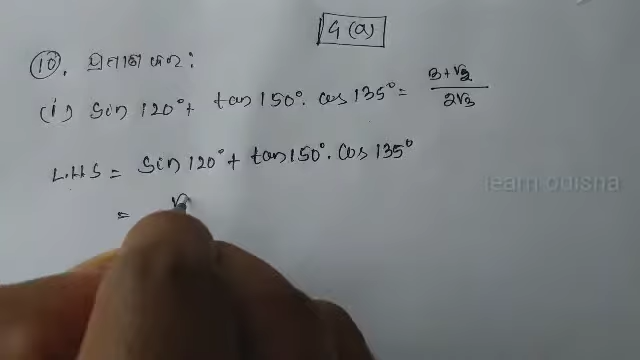 4(a)
10. ପ୍ରମାଣ କର :
(i) Sin 120° + tan 150°. cos 135° = 3+√2 / 2√3
L.H.S = Sin 120° + tan 150°. cos 135°
= √
team odisha